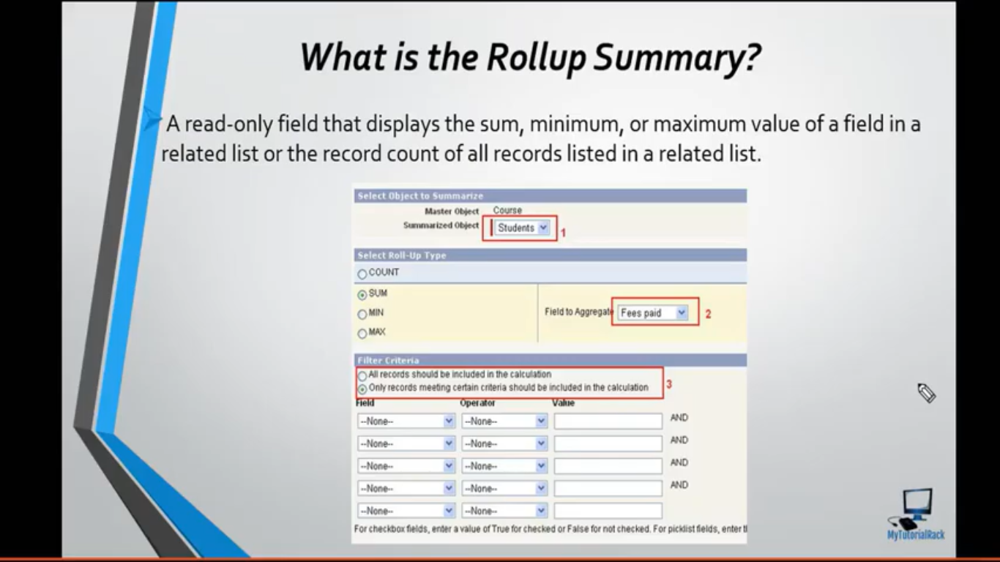 What is the Rollup Summary?
A read-only field that displays the sum, minimum, or maximum value of a field in a
related list or the record count of all records listed in a related list.
Select Object to Summarize
Master Object Course
Summarized Object Students 1
Select Roll-Up Type
COUNT
SUM
MIN
MAX
Field to Aggregate Fees paid 2
Filter Criteria
All records should be included in the calculation
Only records meeting certain criteria should be included in the calculation 3
Field Operator Value
--None-- --None-- AND
--None-- --None-- AND
--None-- --None-- AND
--None-- --None-- AND
--None-- --None--
For checkbox fields, enter a value of True for checked or False for not checked. For picklist fields, enter
MyTutorialRack